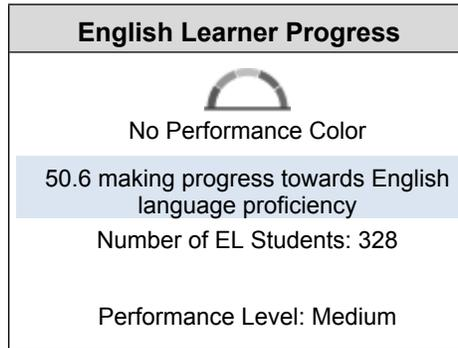 English Learner Progress
No Performance Color
50.6 making progress towards English
language proficiency
Number of EL Students: 328
Performance Level: Medium